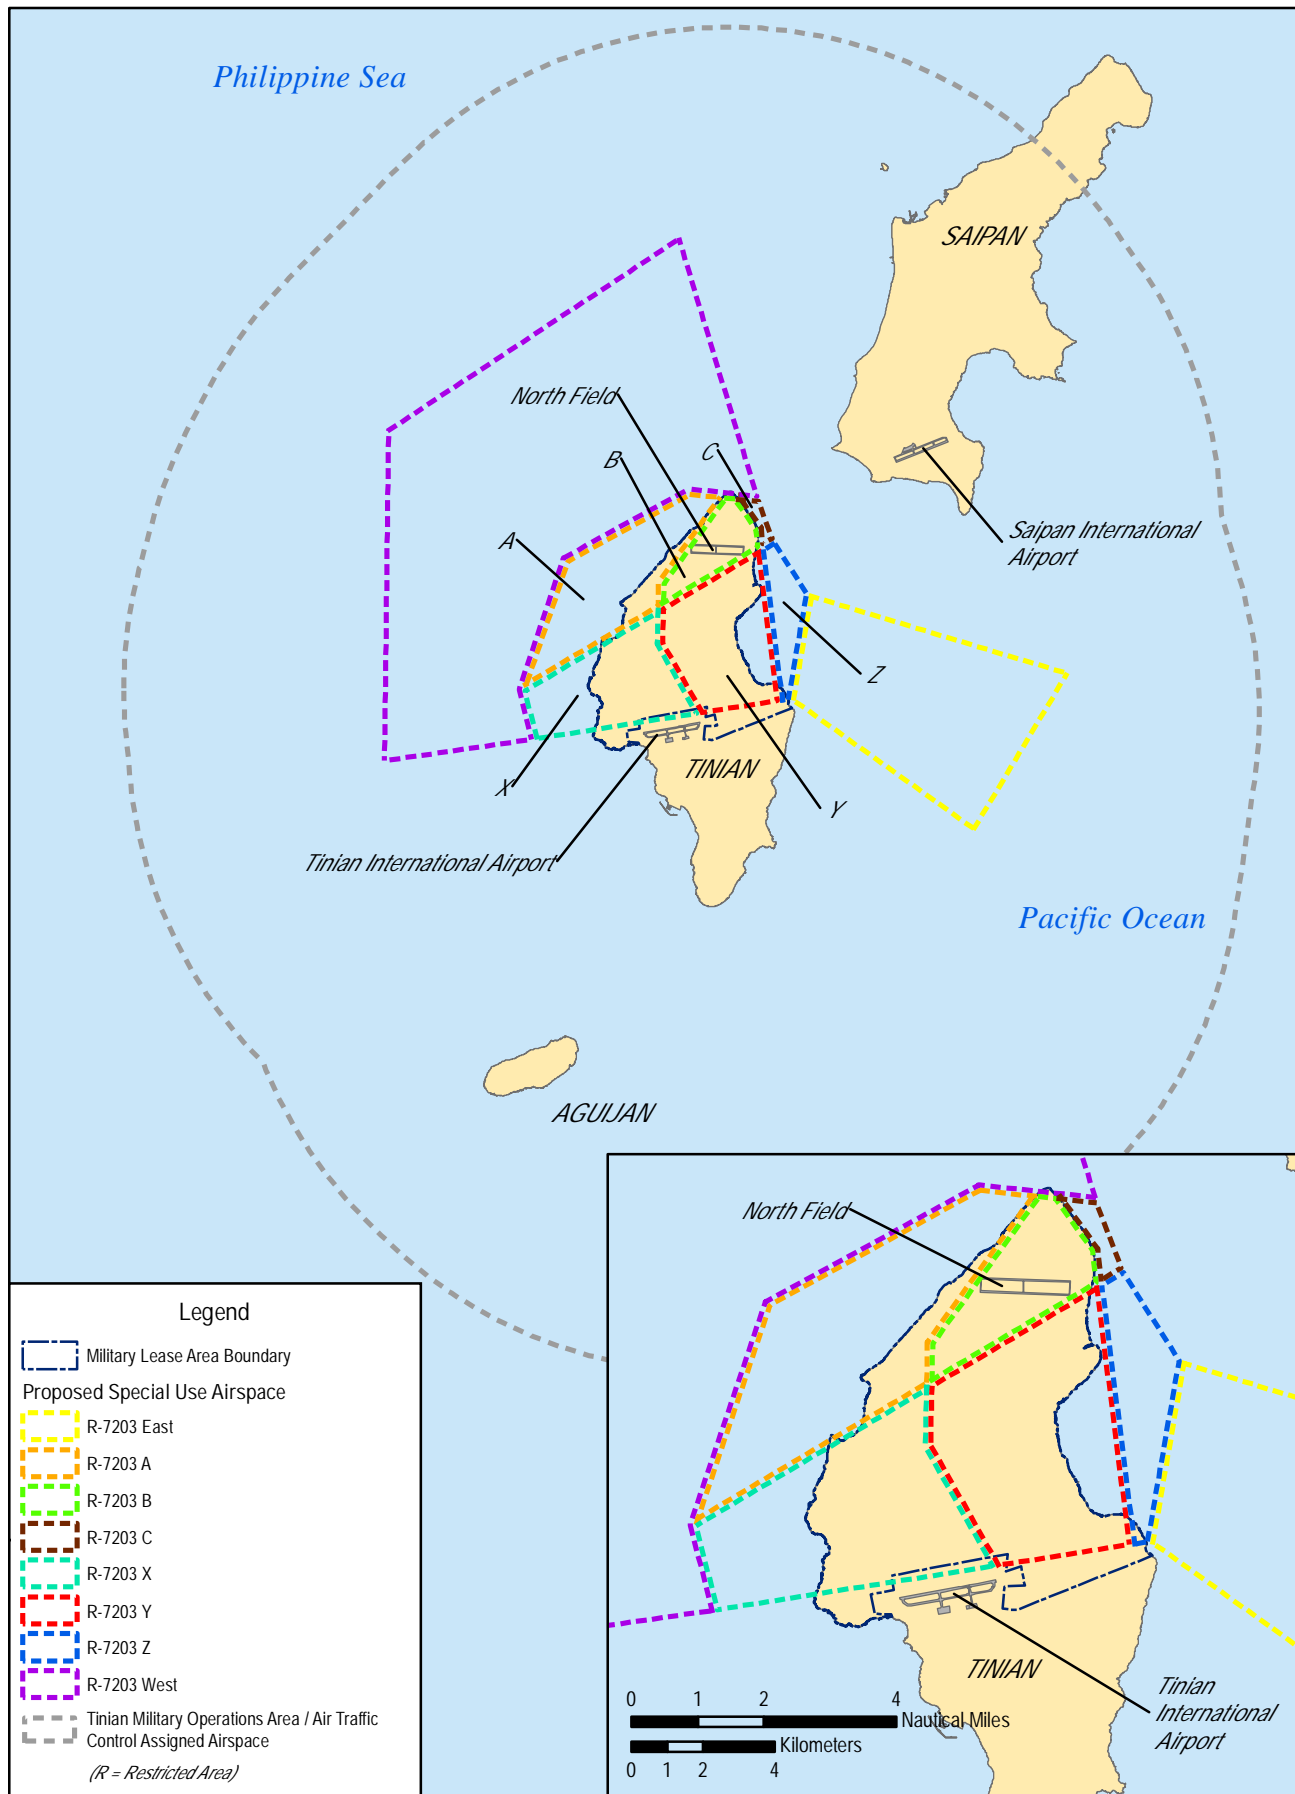 Philippine Sea
SAIPAN
North Field
B
C
A
Saipan International
Airport
Z
X
TINIAN
Y
Tinian International Airport
Pacific Ocean
AGUIJAN
North Field
TINIAN
Tinian
International
Airport
0 1 2 4
Nautical Miles
Kilometers
0 1 2 4
Legend
Military Lease Area Boundary
Proposed Special Use Airspace
R-7203 East
R-7203 A
R-7203 B
R-7203 C
R-7203 X
R-7203 Y
R-7203 Z
R-7203 West
Tinian Military Operations Area / Air Traffic
Control Assigned Airspace
(R = Restricted Area)